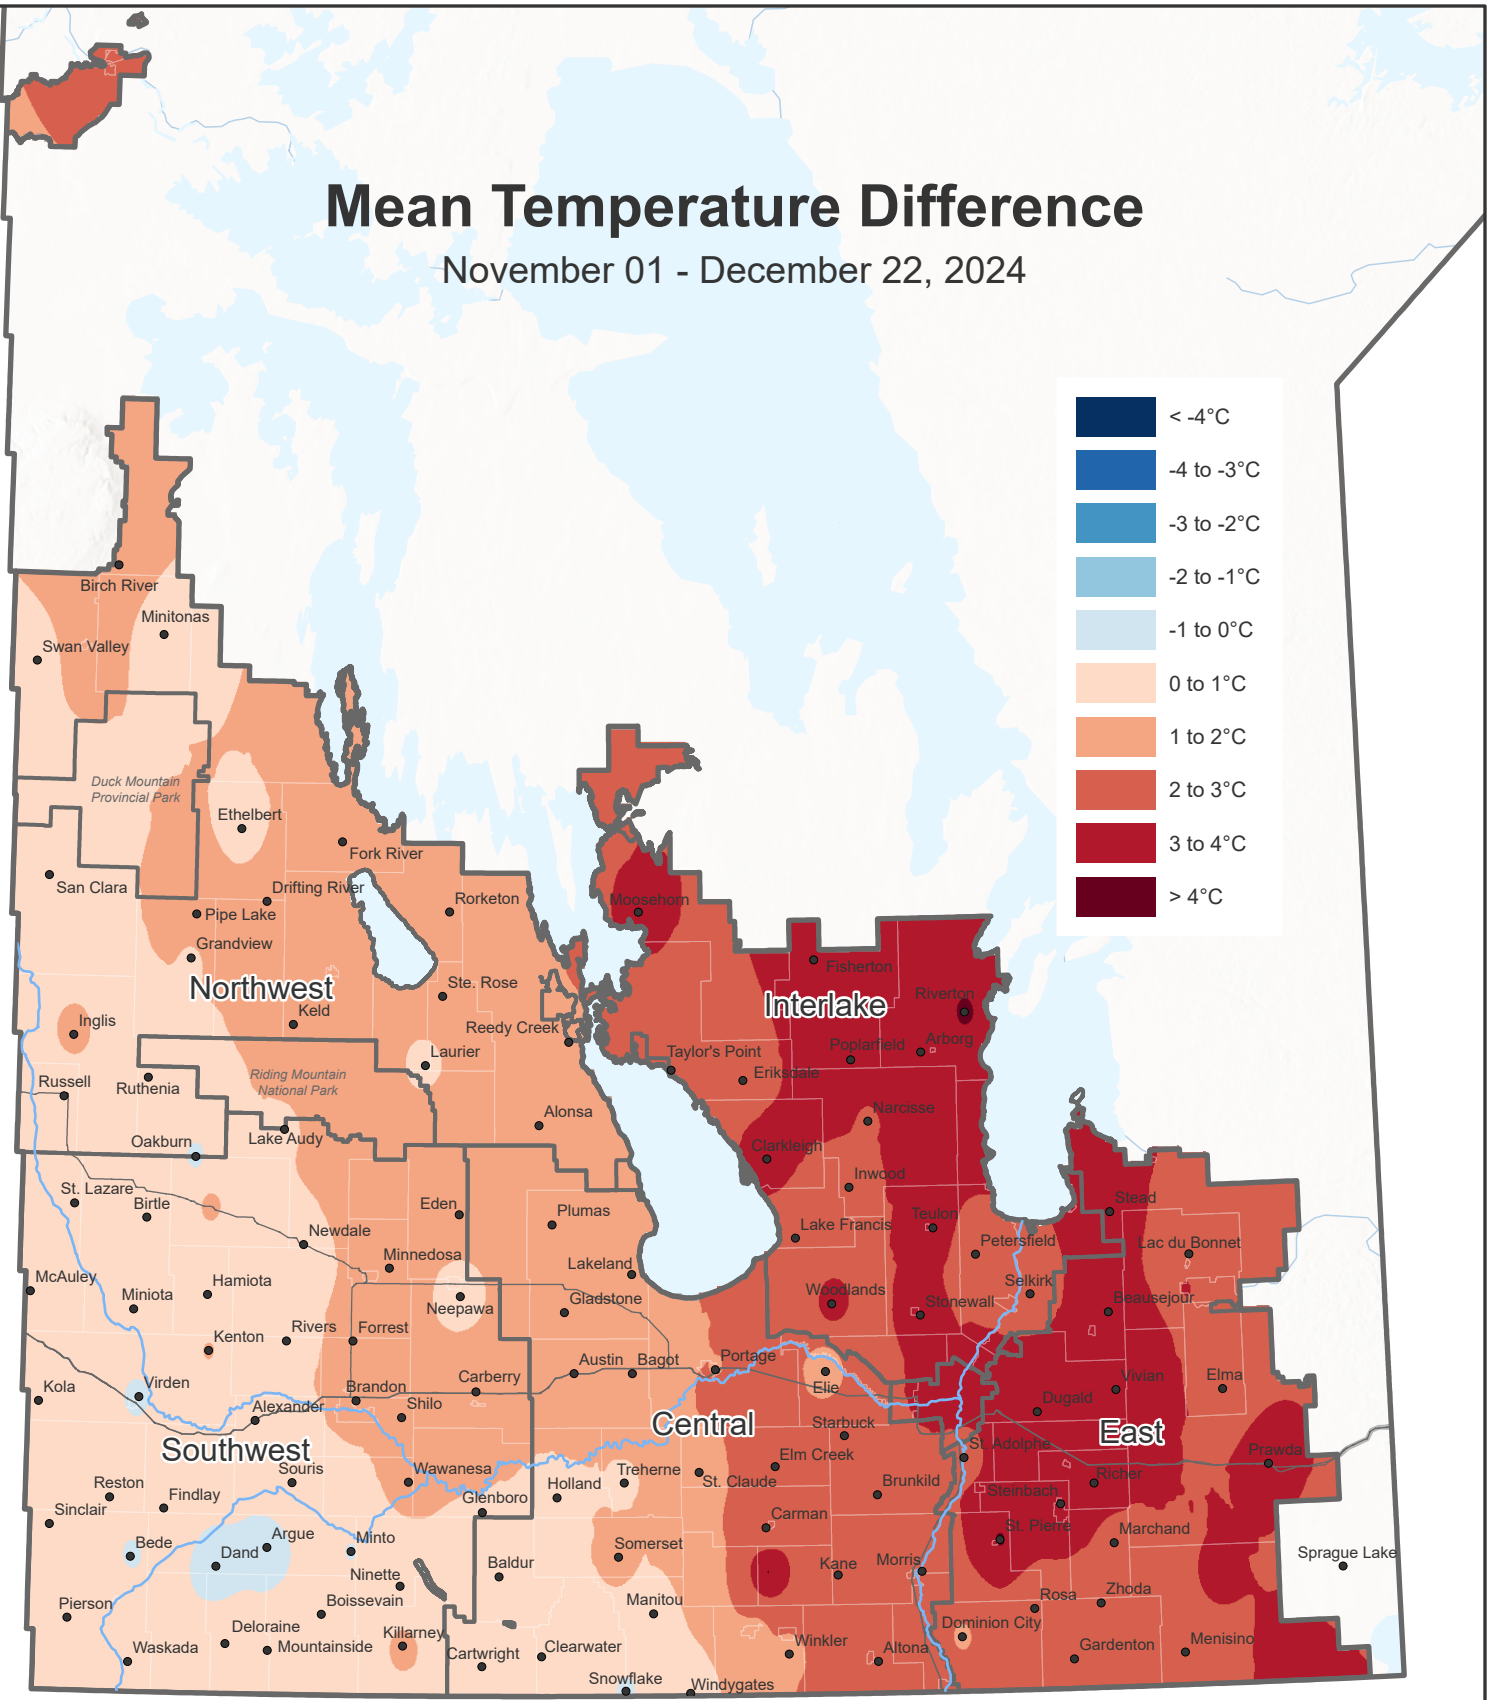 Mean Temperature Difference
November 01 - December 22, 2024
< -4°C
-4 to -3°C
-3 to -2°C
-2 to -1°C
-1 to 0°C
0 to 1°C
1 to 2°C
2 to 3°C
3 to 4°C
> 4°C
Birch River
Minitonas
Swan Valley
Duck Mountain
Provincial Park
Ethelbert
Fork River
San Clara
Drifting River
Pipe Lake
Rorketon
Moosehorn
Grandview
Northwest
Ste. Rose
Keld
Inglis
Reedy Creek
Laurier
Russell
Ruthenia
Riding Mountain
National Park
Alonsa
Oakburn
Lake Audy
Fisherton
Interlake
Riverton
Poplarfield
Arborg
Taylor's Point
Eriksdale
Narcisse
Clarkleigh
Inwood
Lake Francis
Teulon
Petersfield
Stead
Lac du Bonnet
Selkirk
Woodlands
Stonewall
Beausejour
St. Lazare
Birtle
Eden
Plumas
Newdale
Minnedosa
Lakeland
McAuley
Miniota
Hamiota
Neepawa
Gladstone
Kenton
Rivers
Forrest
Austin
Bagot
Portage
Elie
Vivian
Elma
Dugald
Kola
Virden
Brandon
Carberry
Alexander
Shilo
Central
Starbuck
East
Southwest
St. Adolphe
Prawda
Souris
Wawanesa
Treherne
Elm Creek
St. Claude
Brunkild
Richer
Steinbach
Reston
Findlay
Holland
Glenboro
Sinclair
Carman
St. Pierre
Marchand
Bede
Argue
Dand
Minto
Somerset
Baldur
Kane
Morris
Sprague Lake
Ninette
Boissevain
Pierson
Manitou
Rosa
Zhoda
Dominion City
Deloraine
Killarney
Waskada
Mountainside
Cartwright
Clearwater
Winkler
Altona
Gardenton
Menisino
Snowflake
Windygates